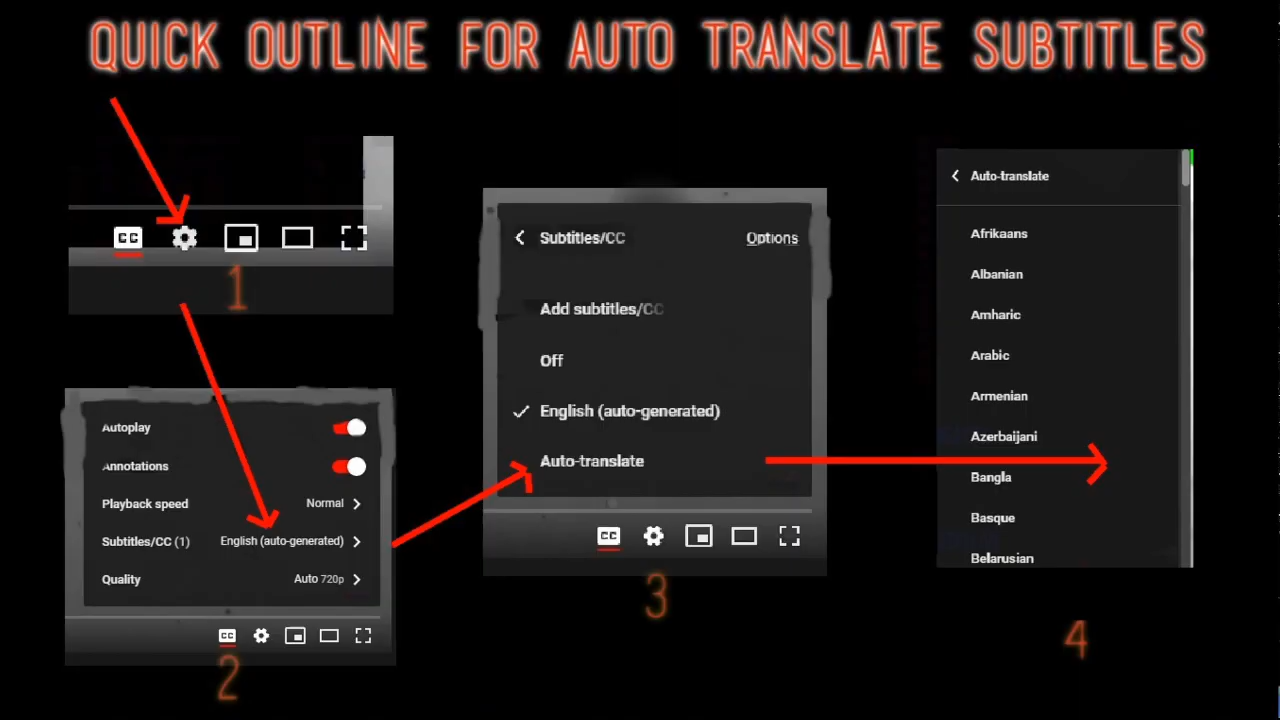 QUICK OUTLINE FOR AUTO TRANSLATE SUBTITLES
CC
1
Autoplay
Annotations
Playback speed Normal
Subtitles/CC (1) English (auto-generated)
Quality Auto 720p
CC
2
Subtitles/CC Options
Add subtitles/CC
Off
English (auto-generated)
Auto-translate
CC
3
Auto-translate
Afrikaans
Albanian
Amharic
Arabic
Armenian
Azerbaijani
Bangla
Basque
Belarusian
4